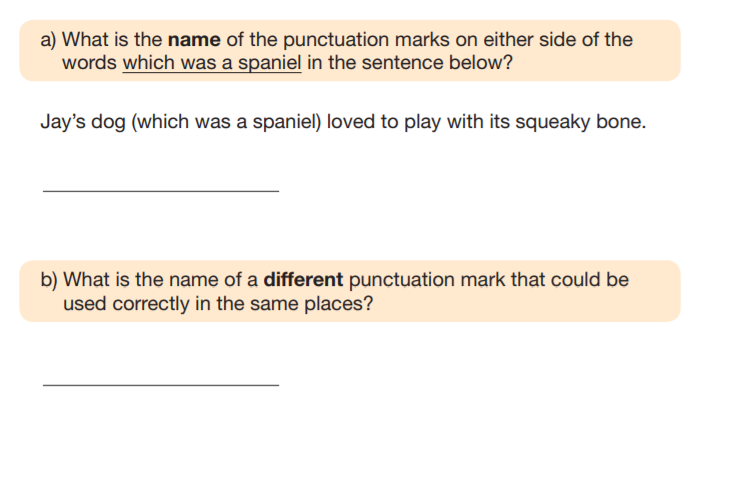 a) What is the name of the punctuation marks on either side of the
words which was a spaniel in the sentence below?
Jay’s dog (which was a spaniel) loved to play with its squeaky bone.
b) What is the name of a different punctuation mark that could be
used correctly in the same places?